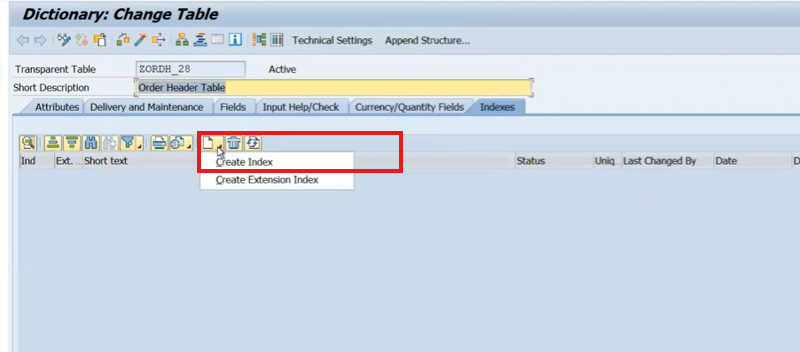 Dictionary: Change Table
Technical Settings Append Structure...
Transparent Table ZORDH_28 Active
Short Description Order Header Table
Attributes Delivery and Maintenance Fields Input Help/Check Currency/Quantity Fields Indexes
Ind Ext. ... Short text Status Uniq Last Changed By Date D
Create Index
Create Extension Index